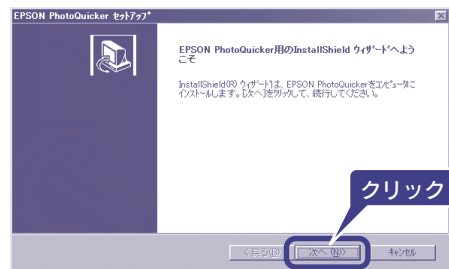 EPSON PhotoQuicker ｾｯﾄｱｯﾌﾟ
EPSON PhotoQuicker用のInstallShield ｳｨｻﾞｰﾄﾞへよう
こそ
InstallShield(R) ｳｨｻﾞｰﾄﾞは、EPSON PhotoQuickerをｺﾝﾋﾟｭｰﾀに
ｲﾝｽﾄｰﾙします。[次へ]をｸﾘｯｸして、続行してください。
クリック
< 戻る(B)
次へ (N)>
ｷｬﾝｾﾙ